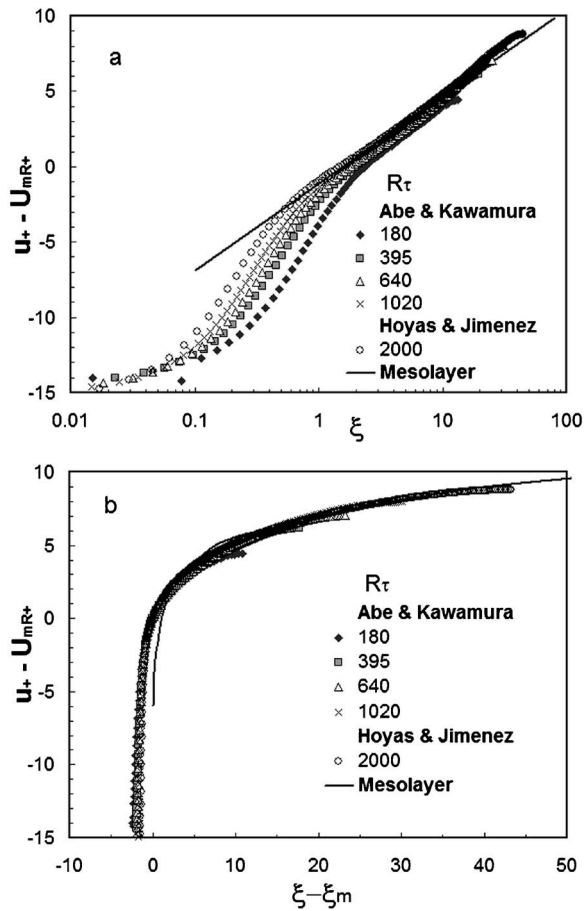 10
a
5
0
-5
-10
-15
u+ - UmR+
Rτ
Abe & Kawamura
180
395
640
1020
Hoyas & Jimenez
2000
Mesolayer
0.01 0.1 1 10 100
ξ
10
b
5
0
-5
-10
-15
u+ - UmR+
Rτ
Abe & Kawamura
180
395
640
1020
Hoyas & Jimenez
2000
Mesolayer
-10 0 10 20 30 40 50
ξ–ξm